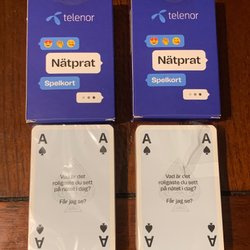 telenor
Nätprat
Spelkort
telenor
Nätprat
Spelkort
A A
Vad är det
roligaste du sett
på nätet i dag?
Får jag se?
A A
A A
Vad är det
roligaste du sett
på nätet i dag?
Får jag se?
A A